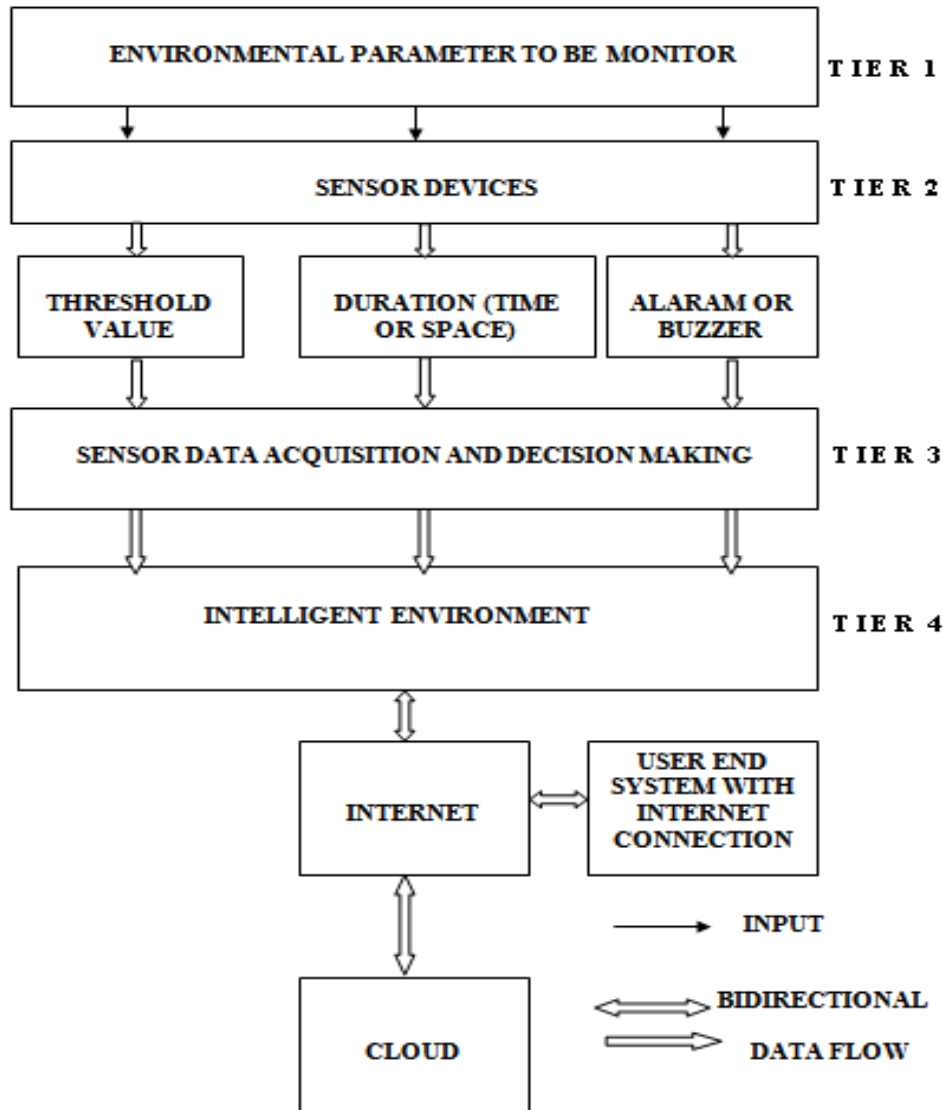 ENVIRONMENTAL PARAMETER TO BE MONITOR
TIER 1
SENSOR DEVICES
TIER 2
THRESHOLD
VALUE
DURATION (TIME
OR SPACE)
ALARAM OR
BUZZER
SENSOR DATA ACQUISITION AND DECISION MAKING
TIER 3
INTELLIGENT ENVIRONMENT
TIER 4
INTERNET
USER END
SYSTEM WITH
INTERNET
CONNECTION
INPUT
BIDIRECTIONAL
DATA FLOW
CLOUD